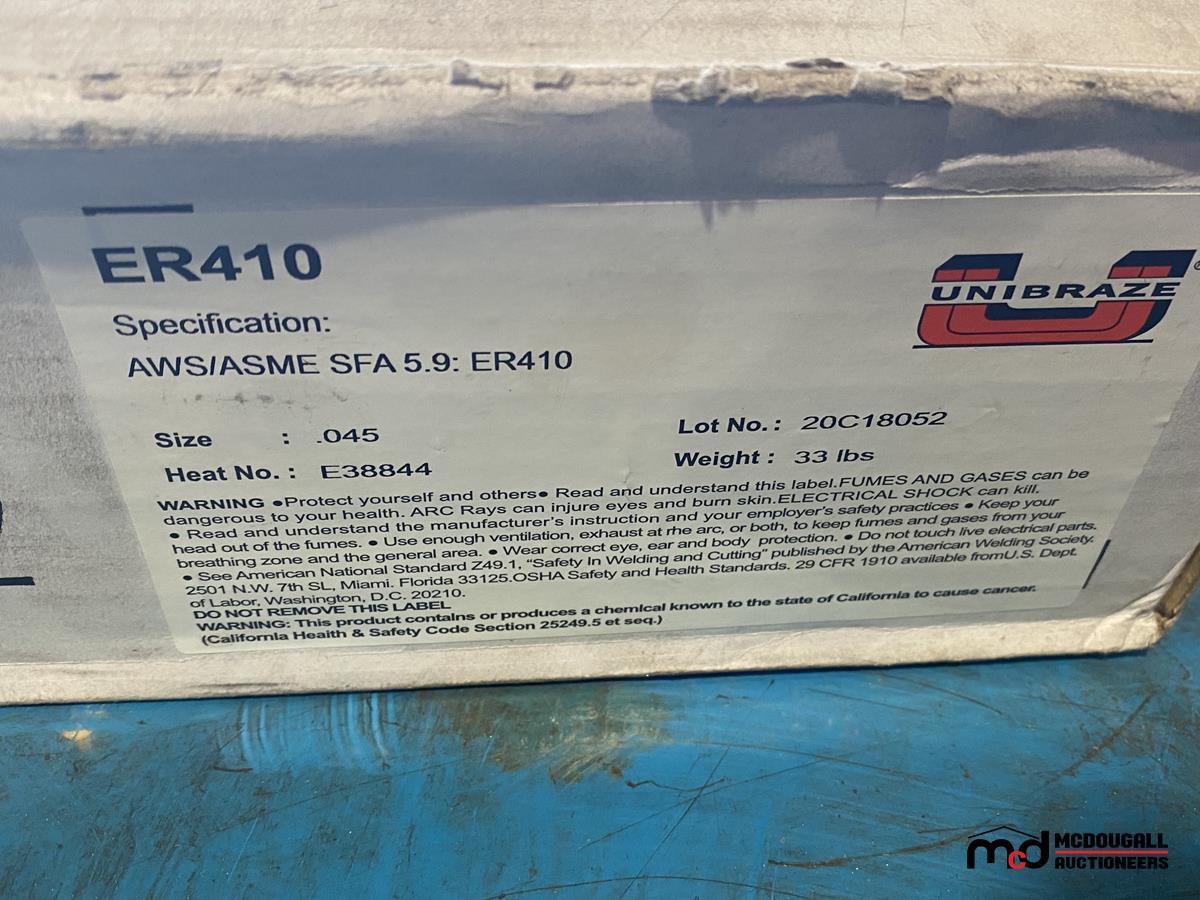 ER410
UNIBRAZE
Specification:
AWS/ASME SFA 5.9: ER410
Size : .045
Lot No. : 20C18052
Heat No. : E38844
Weight : 33 lbs
WARNING ●Protect yourself and others● Read and understand this label.FUMES AND GASES can be
dangerous to your health. ARC Rays can injure eyes and burn skin.ELECTRICAL SHOCK can kill.
● Read and understand the manufacturer's instruction and your employer's safety practices ● Keep your
head out of the fumes. ● Use enough ventilation, exhaust at rhe arc, or both, to keep fumes and gases from your
breathing zone and the general area. ● Wear correct eye, ear and body protection. ● Do not touch live electrical parts.
● See American National Standard Z49.1, "Safety In Welding and Cutting" published by the American Welding Society.
2501 N.W. 7th SL, Miami. Florida 33125.OSHA Safety and Health Standards. 29 CFR 1910 available fromU.S. Dept.
of Labor, Washington, D.C. 20210.
DO NOT REMOVE THIS LABEL
WARNING: This product contalns or produces a chemlcal known to the state of California to cause cancer.
(California Health & Safety Code Section 25249.5 et seq.)
mcd MCDOUGALL
AUCTIONEERS